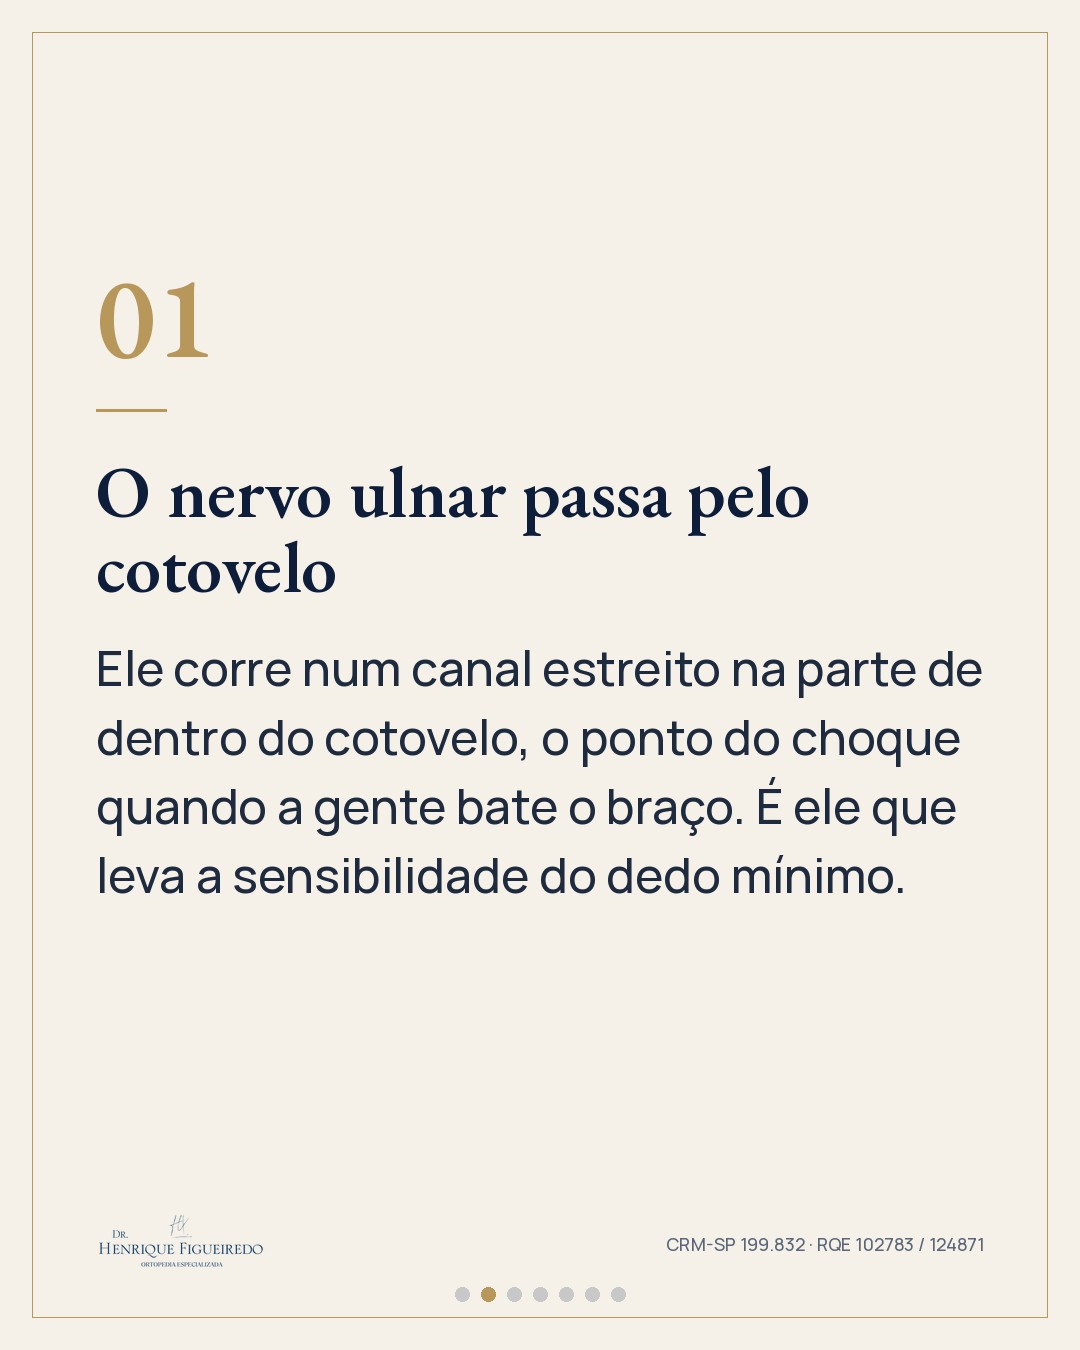 01
O nervo ulnar passa pelo
cotovelo
Ele corre num canal estreito na parte de
dentro do cotovelo, o ponto do choque
quando a gente bate o braço. É ele que
leva a sensibilidade do dedo mínimo.
DR.
HENRIQUE FIGUEIREDO
ORTOPEDIA ESPECIALIZADA
CRM-SP 199.832 · RQE 102783 / 124871